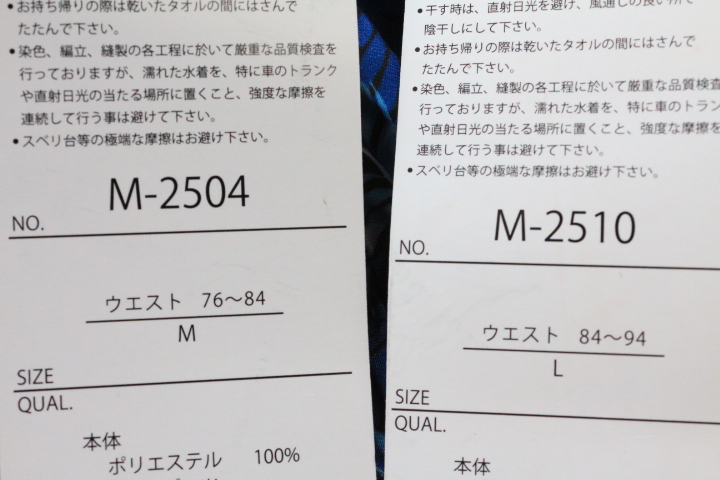 ●お持ち帰りの際は乾いたタオルの間にはさんで
たたんで下さい。
●染色、編立、縫製の各工程に於いて厳重な品質検査を
行っておりますが、濡れた水着を、特に車のトランク
や直射日光の当たる場所に置くこと、強度な摩擦を
連続して行う事は避けて下さい。
●スベリ台等の極端な摩擦はお避け下さい。
NO. M-2504
ウエスト 76〜84
M
SIZE
QUAL.
本体
ポリエステル 100%
●干す時は、直射日光を避け、風通しの良い所で
陰干しにして下さい。
●お持ち帰りの際は乾いたタオルの間にはさんで
たたんで下さい。
●染色、編立、縫製の各工程に於いて厳重な品質検査
行っておりますが、濡れた水着を、特に車のトラン
や直射日光の当たる場所に置くこと、強度な摩擦を
連続して行う事は避けて下さい。
●スベリ台等の極端な摩擦はお避け下さい。
NO. M-2510
ウエスト 84〜94
L
SIZE
QUAL.
本体